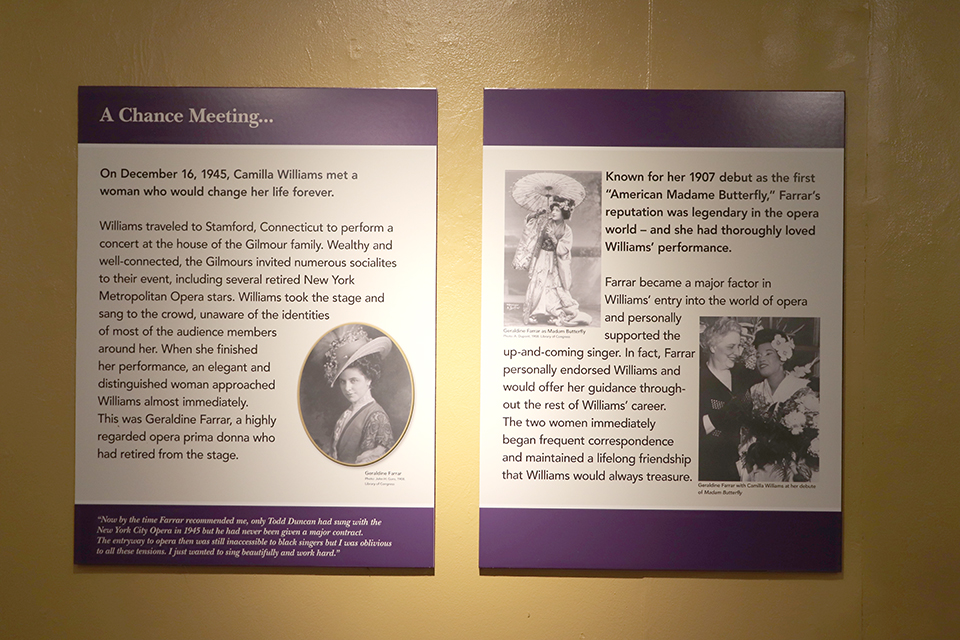 A Chance Meeting...
On December 16, 1945, Camilla Williams met a
woman who would change her life forever.
Williams traveled to Stamford, Connecticut to perform a
concert at the house of the Gilmour family. Wealthy and
well-connected, the Gilmours invited numerous socialites
to their event, including several retired New York
Metropolitan Opera stars. Williams took the stage and
sang to the crowd, unaware of the identities
of most of the audience members
around her. When she finished
her performance, an elegant and
distinguished woman approached
Williams almost immediately.
This was Geraldine Farrar, a highly
regarded opera prima donna who
had retired from the stage.
Geraldine Farrar
Library of Congress
"Now by the time Farrar recommended me, only Todd Duncan had sung with the
New York City Opera in 1945 but he had never been given a major contract.
The entryway to opera then was still inaccessible to black singers but I was oblivious
to all these tensions. I just wanted to sing beautifully and work hard."
Known for her 1907 debut as the first
“American Madame Butterfly,” Farrar’s
reputation was legendary in the opera
world – and she had thoroughly loved
Williams’ performance.
Geraldine Farrar as Madam Butterfly
Farrar became a major factor in
Williams’ entry into the world of opera
and personally
supported the
up-and-coming singer. In fact, Farrar
personally endorsed Williams and
would offer her guidance through-
out the rest of Williams’ career.
The two women immediately
began frequent correspondence
and maintained a lifelong friendship
that Williams would always treasure.
Geraldine Farrar with Camilla Williams at her debute
of Madam Butterfly